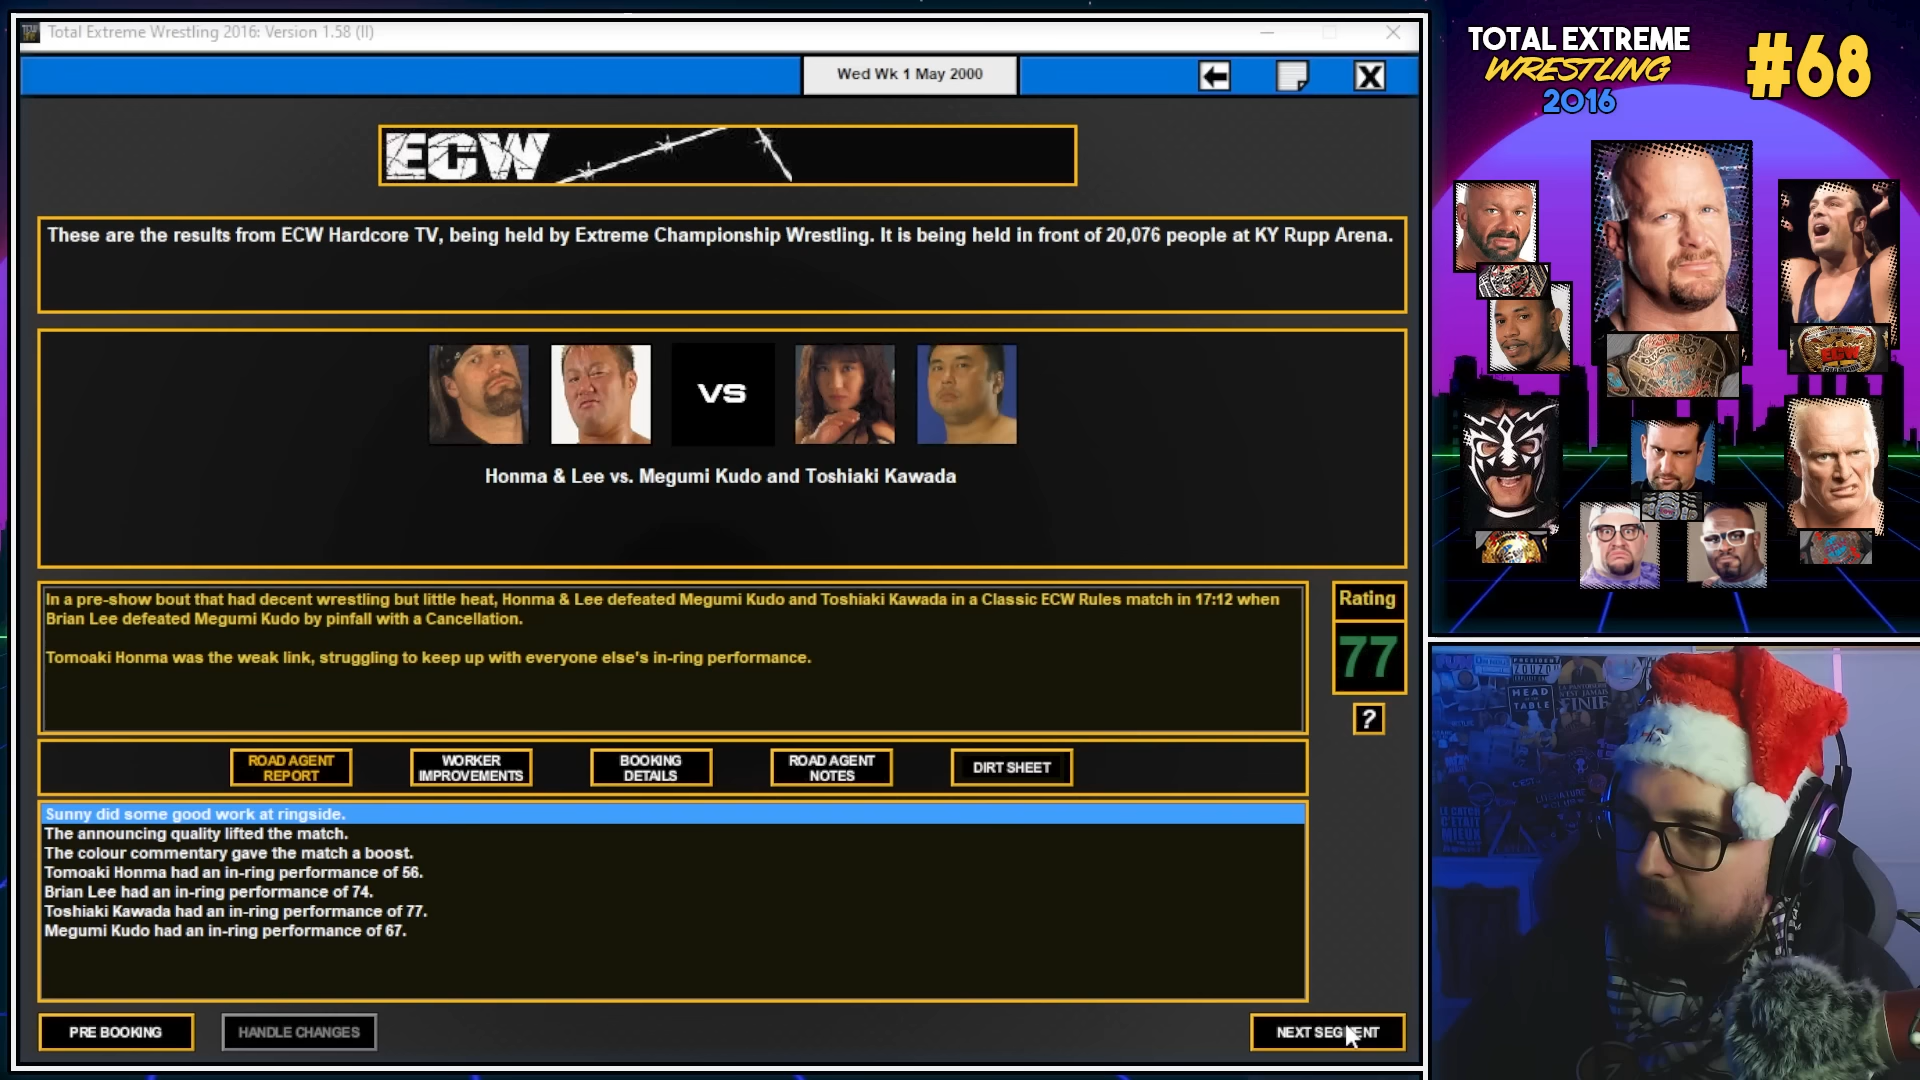 Total Extreme Wrestling 2016: Version 1.58 (II)
Wed Wk 1 May 2000
ECW
These are the results from ECW Hardcore TV, being held by Extreme Championship Wrestling. It is being held in front of 20,076 people at KY Rupp Arena.
VS
Honma & Lee vs. Megumi Kudo and Toshiaki Kawada
In a pre-show bout that had decent wrestling but little heat, Honma & Lee defeated Megumi Kudo and Toshiaki Kawada in a Classic ECW Rules match in 17:12 when
Brian Lee defeated Megumi Kudo by pinfall with a Cancellation.
Tomoaki Honma was the weak link, struggling to keep up with everyone else's in-ring performance.
Rating
77
?
ROAD AGENT
REPORT
WORKER
IMPROVEMENTS
BOOKING
DETAILS
ROAD AGENT
NOTES
DIRT SHEET
Sunny did some good work at ringside.
The announcing quality lifted the match.
The colour commentary gave the match a boost.
Tomoaki Honma had an in-ring performance of 56.
Brian Lee had an in-ring performance of 74.
Toshiaki Kawada had an in-ring performance of 77.
Megumi Kudo had an in-ring performance of 67.
PRE BOOKING
HANDLE CHANGES
NEXT SEGMENT
TOTAL EXTREME
WRESTLING
2016
#68
HEAD
OF THE
TABLE
LE CATCH
C'ÉTAIT
MIEUX